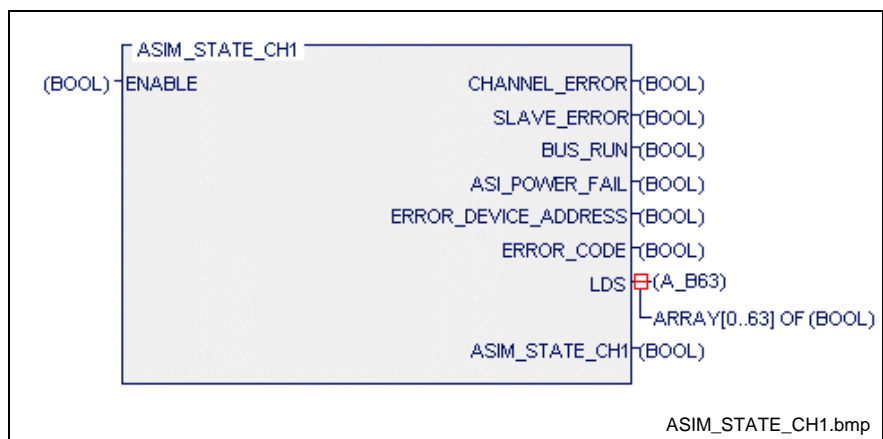 ASIM_STATE_CH1
(BOOL) ENABLE CHANNEL_ERROR (BOOL)
SLAVE_ERROR (BOOL)
BUS_RUN (BOOL)
ASI_POWER_FAIL (BOOL)
ERROR_DEVICE_ADDRESS (BOOL)
ERROR_CODE (BOOL)
LDS (A_B63)
ARRAY[0..63] OF (BOOL)
ASIM_STATE_CH1 (BOOL)
ASIM_STATE_CH1.bmp